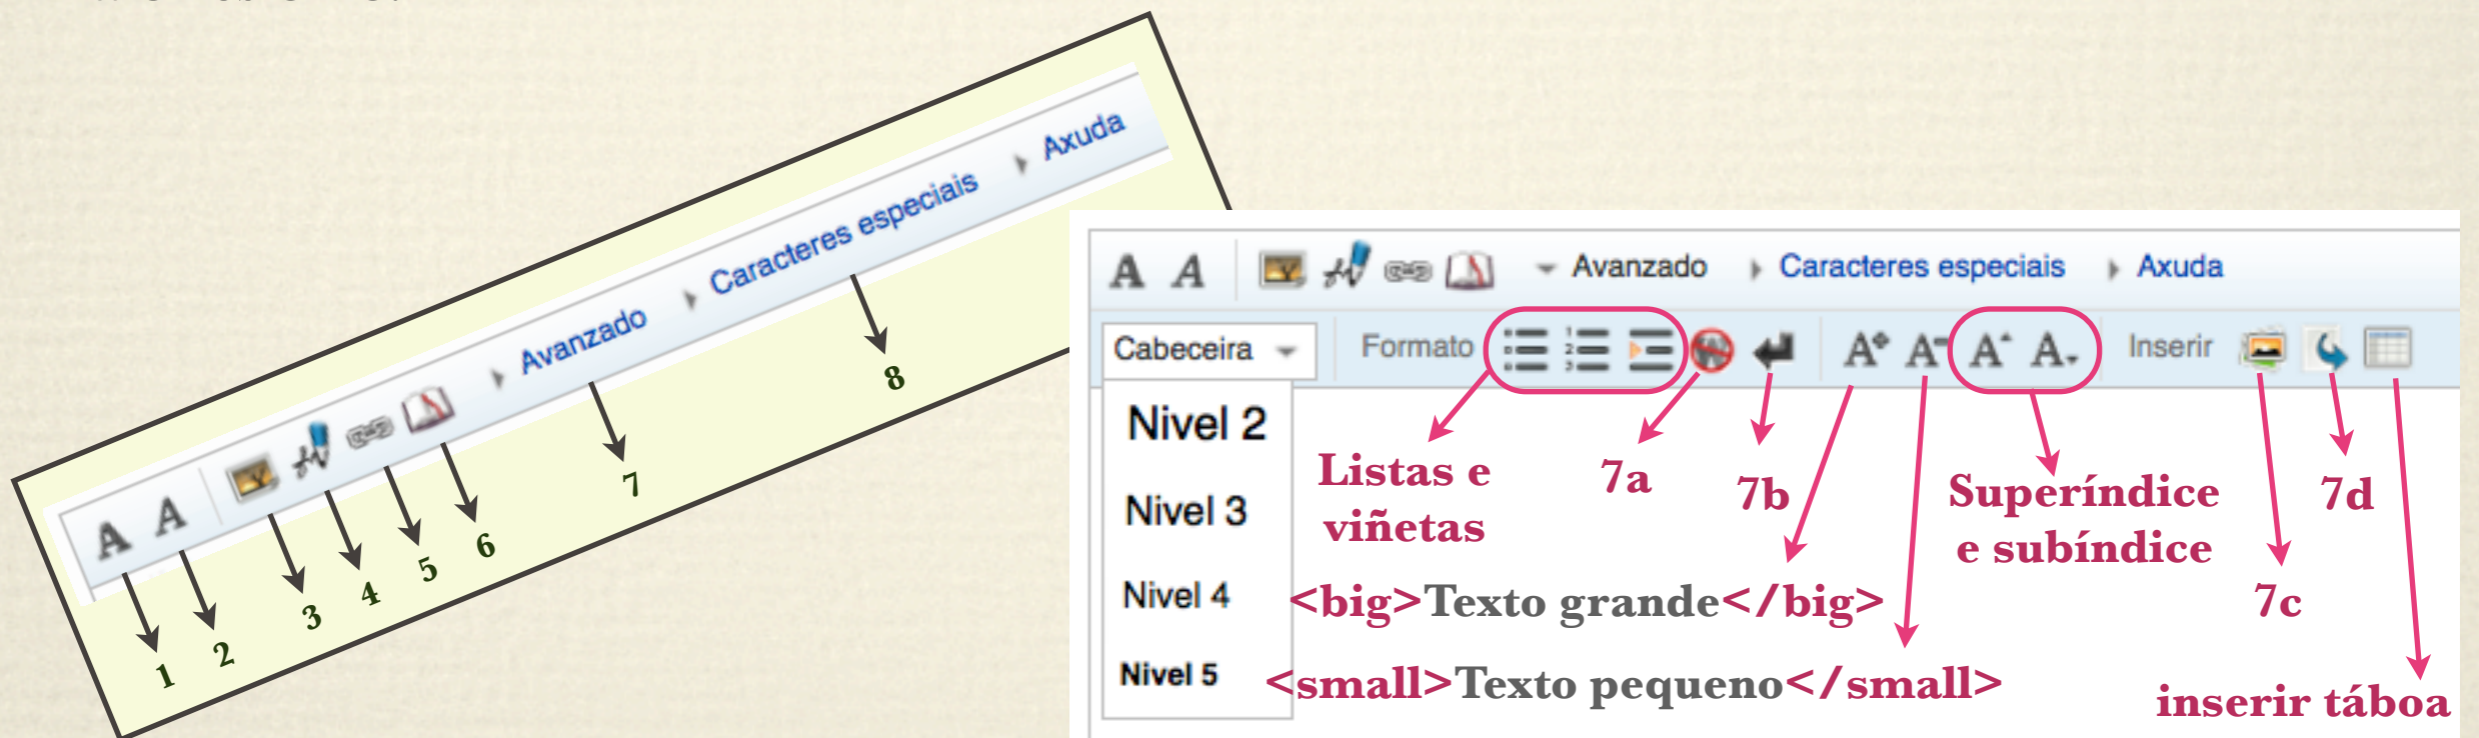 A A Avanzado Caracteres especiais Axuda
1 2 3 4 5 6 7 8
A A Avanzado Caracteres especiais Axuda
Cabeceira Formato A A A A Inserir
Nivel 2
Nivel 3
Nivel 4
Nivel 5
Listas e
viñetas
7a
7b
Superíndice
e subíndice
7d
<big>Texto grande</big>
7c
<small>Texto pequeno</small>
inserir táboa